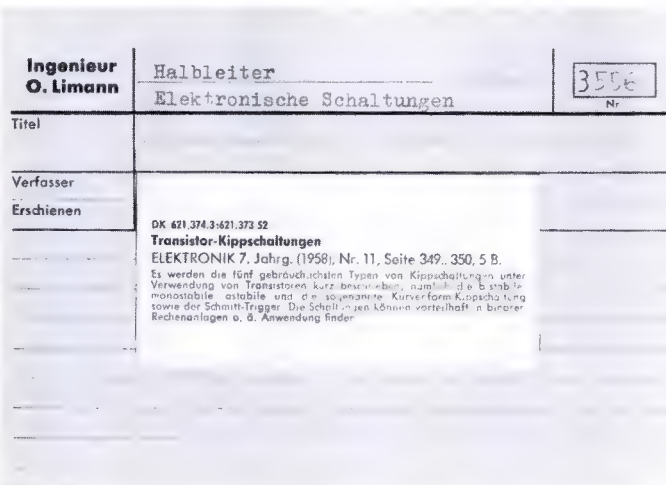 Ingenieur
O. Limann
Halbleiter
Elektronische Schaltungen
3556
Nr
Titel
Verfasser
Erschienen
DK 621.374.3:621.373 52
Transistor-Kippschaltungen
ELEKTRONIK 7. Jahrg. (1958), Nr. 11, Seite 349.. 350, 5 B.
Es werden die fünf gebräuchlichsten Typen von Kippschaltungen unter
Verwendung von Transistoren kurz beschrieben, nämlich die bistabile
monostabile astabile und die sogenannte Kurvenform-Kippschaltung
sowie der Schmitt-Trigger Die Schaltungen können vorteilhaft in binärer
Rechenanlagen o. ä. Anwendung finder